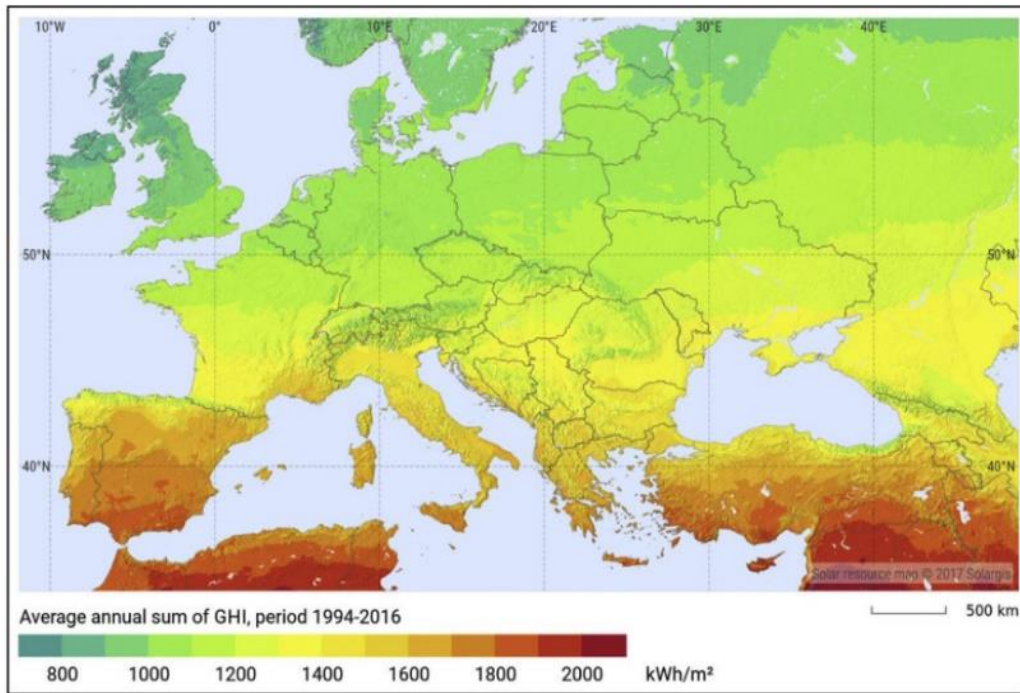 10°W 0° 10°E 20°E 30°E 40°E
50°N 50°N
40°N 40°N
Solar resource map © 2017 Solargis
Average annual sum of GHI, period 1994-2016
500 km
800 1000 1200 1400 1600 1800 2000 kWh/m²